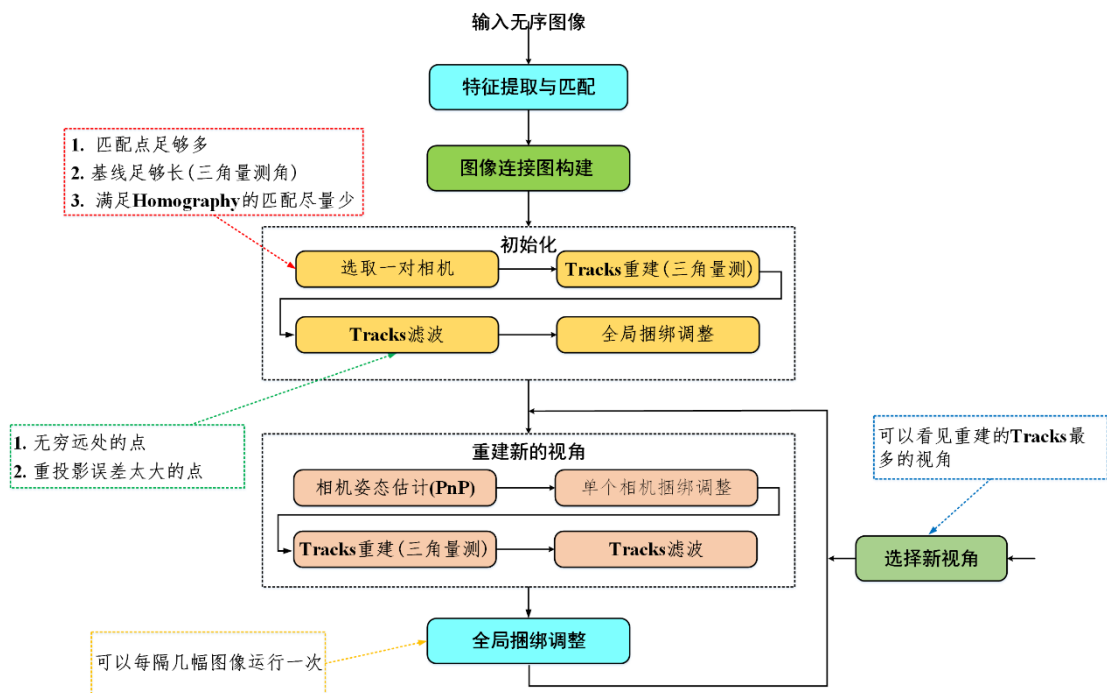 输入无序图像
特征提取与匹配
1. 匹配点足够多
2. 基线足够长(三角量测角)
3. 满足Homography的匹配尽量少
图像连接图构建
初始化
选取一对相机
Tracks重建(三角量测)
Tracks滤波
全局捆绑调整
1. 无穷远处的点
2. 重投影误差太大的点
可以看见重建的Tracks最
多的视角
重建新的视角
相机姿态估计(PnP)
单个相机捆绑调整
Tracks重建(三角量测)
Tracks滤波
选择新视角
全局捆绑调整
可以每隔几幅图像运行一次